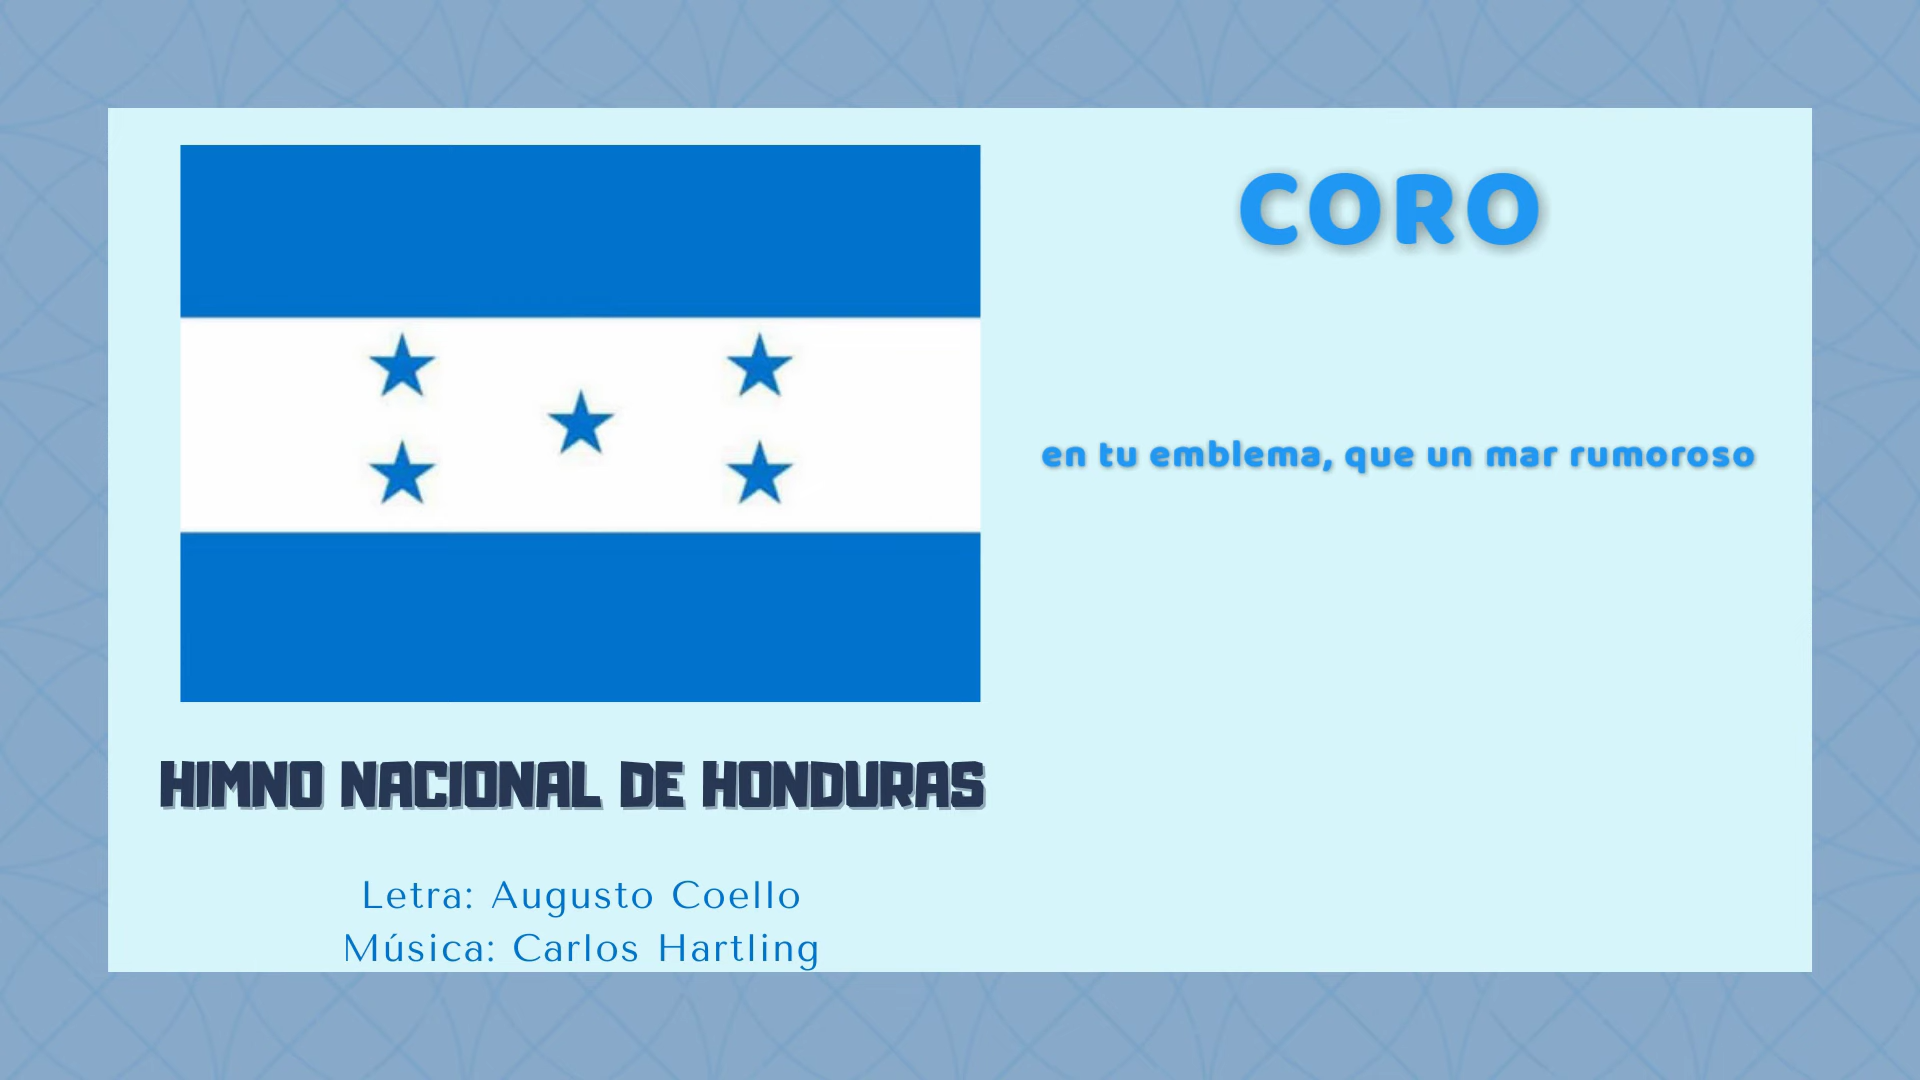 CORO
en tu emblema, que un mar rumoroso
HIMNO NACIONAL DE HONDURAS
Letra: Augusto Coello
Música: Carlos Hartling